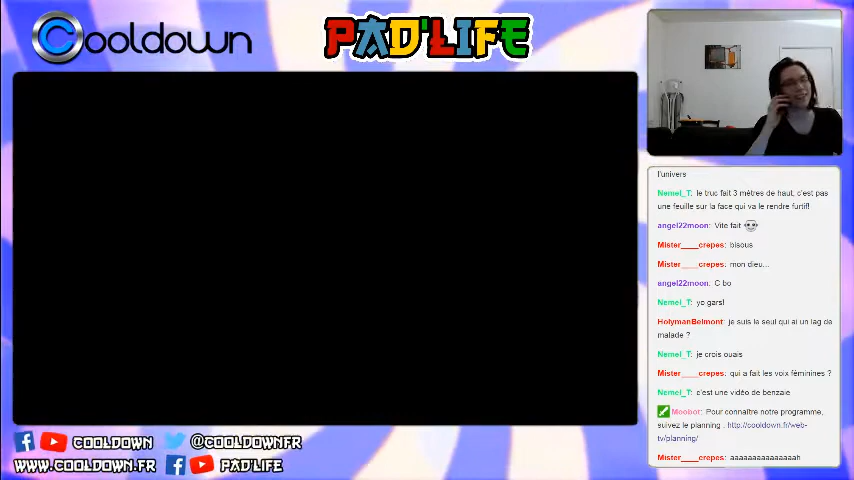 Cooldown
PAD'LIFE
l'univers
Nemel_T: le truc fait 3 mètres de haut, c'est pas
une feuille sur la face qui va le rendre furtif!
angel22moon: Vite fait
Mister____crepes: bisous
Mister____crepes: mon dieu...
angel22moon: C bo
Nemel_T: yo gars!
HolymanBelmont: je suis le seul qui ai un lag de
malade ?
Nemel_T: je crois ouais
Mister____crepes: qui a fait les voix féminines ?
Nemel_T: c'est une vidéo de benzaie
Moobot: Pour connaître notre programme,
suivez le planning : http://cooldown.fr/web-
tv/planning/
Mister____crepes: aaaaaaaaaaaaaaah
COOLDOWN @COOLDOWNFR
WWW.COOLDOWN.FR PAD'LIFE